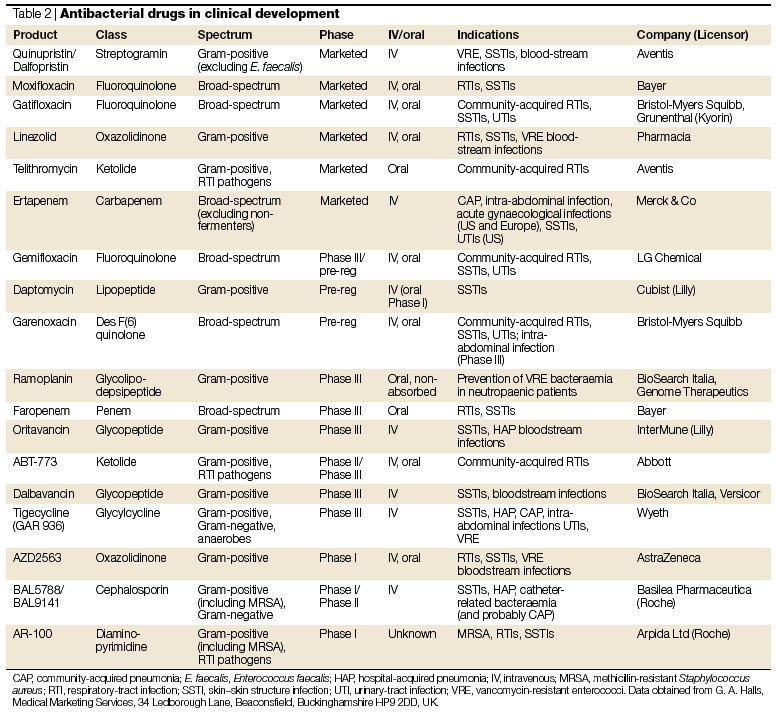 Table 2 | Antibacterial drugs in clinical development
Product Class Spectrum Phase IV/oral Indications Company (Licensor)
Quinupristin/ Streptogramin Gram-positive Marketed IV VRE, SSTIs, blood-stream Aventis
Dalfopristin (excluding E. faecalis) infections
Moxifloxacin Fluoroquinolone Broad-spectrum Marketed IV, oral RTIs, SSTIs Bayer
Gatifloxacin Fluoroquinolone Broad-spectrum Marketed IV, oral Community-acquired RTIs, Bristol-Myers Squibb,
SSTIs, UTIs Grunenthal (Kyorin)
Linezolid Oxazolidinone Gram-positive Marketed IV, oral RTIs, SSTIs, VRE blood-
stream infections Pharmacia
Telithromycin Ketolide Gram-positive, Marketed Oral Community-acquired RTIs Aventis
RTI pathogens
Ertapenem Carbapenem Broad-spectrum Marketed IV CAP, intra-abdominal infection, Merck & Co
(excluding non- acute gynaecological infections
fermenters) (US and Europe), SSTIs,
UTIs (US)
Gemifloxacin Fluoroquinolone Broad-spectrum Phase III/ IV, oral Community-acquired RTIs, LG Chemical
pre-reg SSTIs, UTIs
Daptomycin Lipopeptide Gram-positive Pre-reg IV (oral SSTIs Cubist (Lilly)
Phase I)
Garenoxacin Des F(6) Broad-spectrum Pre-reg IV, oral Community-acquired RTIs, Bristol-Myers Squibb
quinolone SSTIs, UTIs; intra-
abdominal infection
(Phase III)
Ramoplanin Glycolipo- Gram-positive Phase III Oral, non- Prevention of VRE bacteraemia BioSearch Italia,
depsipeptide absorbed in neutropaenic patients Genome Therapeutics
Faropenem Penem Broad-spectrum Phase III Oral RTIs, SSTIs Bayer
Oritavancin Glycopeptide Gram-positive Phase III IV SSTIs, HAP bloodstream InterMune (Lilly)
infections
ABT-773 Ketolide Gram-positive, Phase II/ IV, oral Community-acquired RTIs Abbott
RTI pathogens Phase III
Dalbavancin Glycopeptide Gram-positive Phase III IV SSTIs, bloodstream infections BioSearch Italia, Versicor
Tigecycline Glycylcycline Gram-positive, Phase III IV SSTIs, HAP, CAP, intra- Wyeth
(GAR 936) Gram-negative, abdominal infections UTIs,
anaerobes VRE
AZD2563 Oxazolidinone Gram-positive Phase I IV, oral RTIs, SSTIs, VRE AstraZeneca
bloodstream infections
BAL5788/ Cephalosporin Gram-positive Phase I/ IV SSTIs, HAP, catheter- Basilea Pharmaceutica
BAL9141 (including MRSA), Phase II related bacteraemia (Roche)
Gram-negative (and probably CAP)
AR-100 Diamino- Gram-positive Phase I Unknown MRSA, RTIs, SSTIs Arpida Ltd (Roche)
pyrimidine (including MRSA),
RTI pathogens
CAP, community-acquired pneumonia; E. faecalis, Enterococcus faecalis; HAP, hospital-acquired pneumonia; IV, intravenous; MRSA, methicillin-resistant Staphylococcus
aureus; RTI, respiratory-tract infection; SSTI, skin–skin structure infection; UTI, urinary-tract infection; VRE, vancomycin-resistant enterococci. Data obtained from G. A. Halls,
Medical Marketing Services, 34 Ledborough Lane, Beaconsfield, Buckinghamshire HP9 2DD, UK.